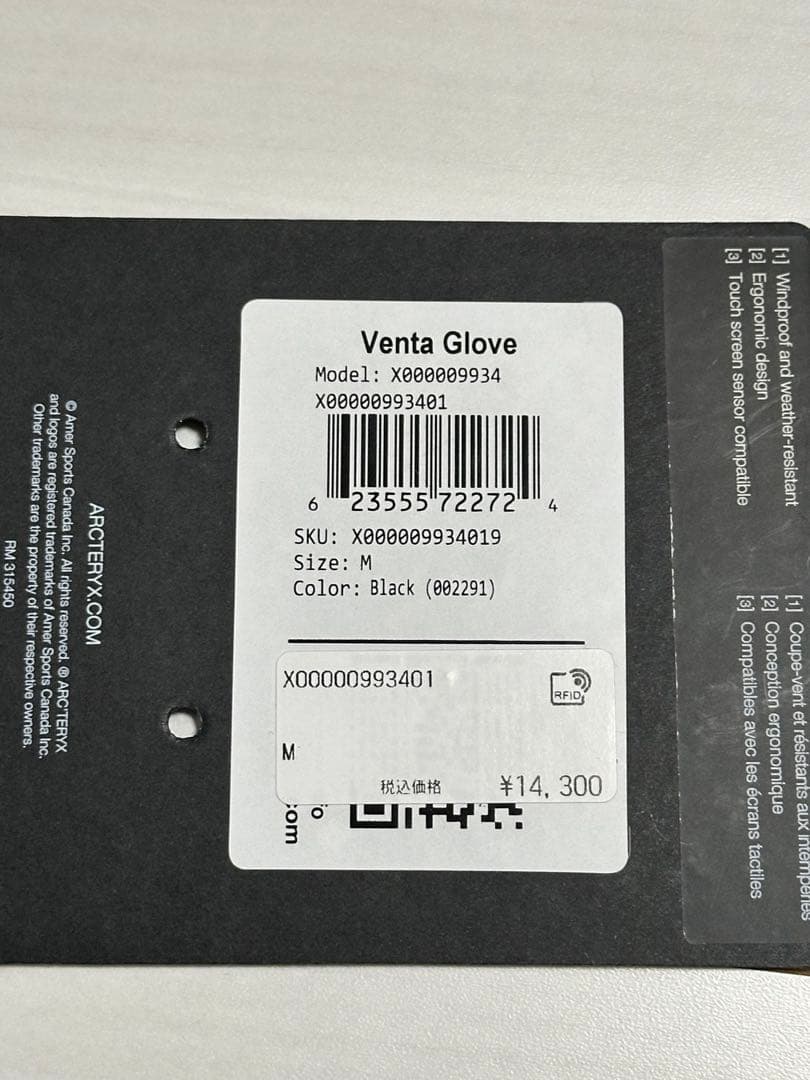 Venta Glove
Model: X000009934
X00000993401
6 23555 72272 4
SKU: X000009934019
Size: M
Color: Black (002291)
X00000993401
RFID
M
税込価格 ¥14,300
om
[1] Windproof and weather-resistant
[2] Ergonomic design
[3] Touch screen sensor compatible
[1] Coupe-vent et résistants aux intempéries
[2] Conception ergonomique
[3] Compatibles avec les écrans tactiles
ARCTERYX.COM
© Amer Sports Canada Inc. All rights reserved. ® ARC'TERYX
and logos are registered trademarks of Amer Sports Canada Inc.
Other trademarks are the property of their respective owners.
RM 315450